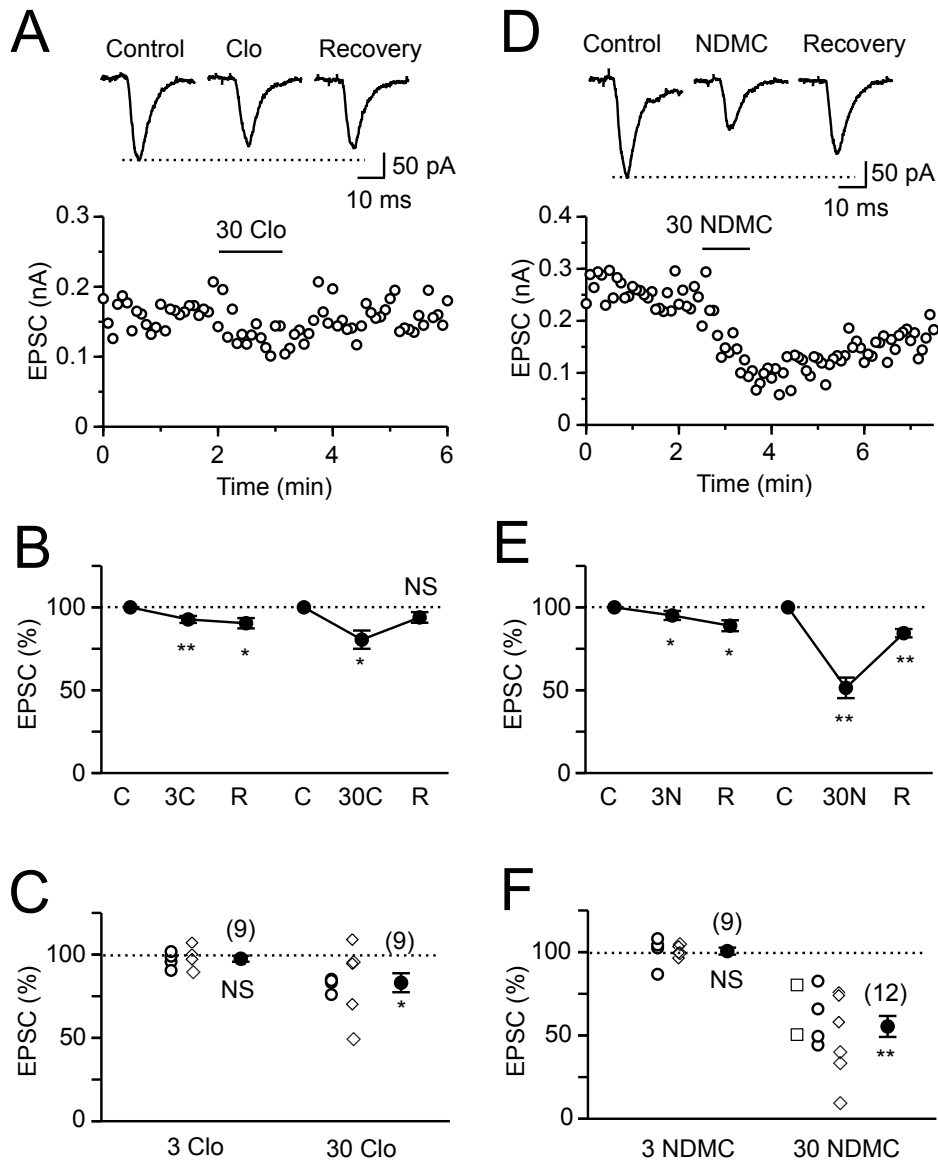 A
Control Clo Recovery
50 pA
10 ms
0.3
0.2
0.1
0
EPSC (nA)
30 Clo
0 2 4 6
Time (min)
D
Control NDMC Recovery
50 pA
10 ms
0.4
0.3
0.2
0.1
0
EPSC (nA)
30 NDMC
0 2 4 6
Time (min)
B
100
50
0
EPSC (%)
NS
** * *
C 3C R C 30C R
E
100
50
0
EPSC (%)
* * ** **
C 3N R C 30N R
C
100
50
0
EPSC (%)
(9) (9)
NS *
3 Clo 30 Clo
F
100
50
0
EPSC (%)
(9) (12)
NS **
3 NDMC 30 NDMC